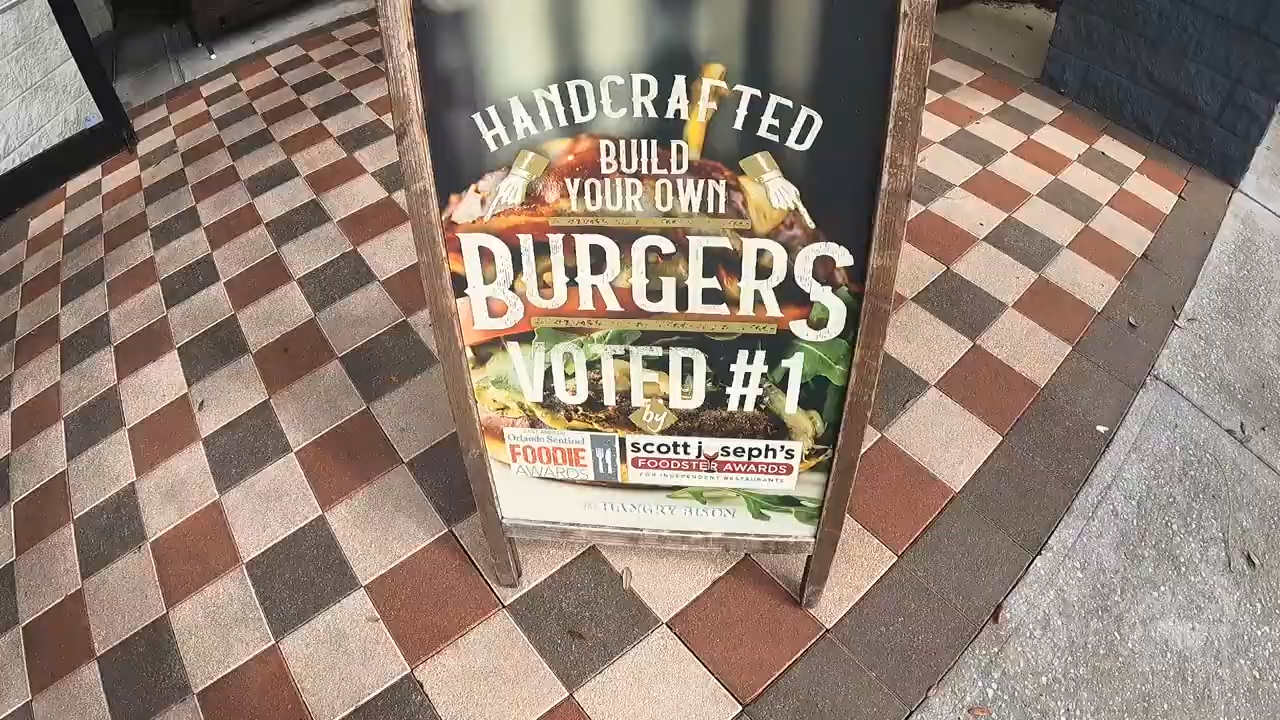 HANDCRAFTED
BUILD
YOUR OWN
BURGERS
VOTED #1
by
Orlando Sentinel
FOODIE
AWARDS
scott joseph's
FOODSTER AWARDS
FOR INDEPENDENT RESTAURANTS
HANGRY BISON